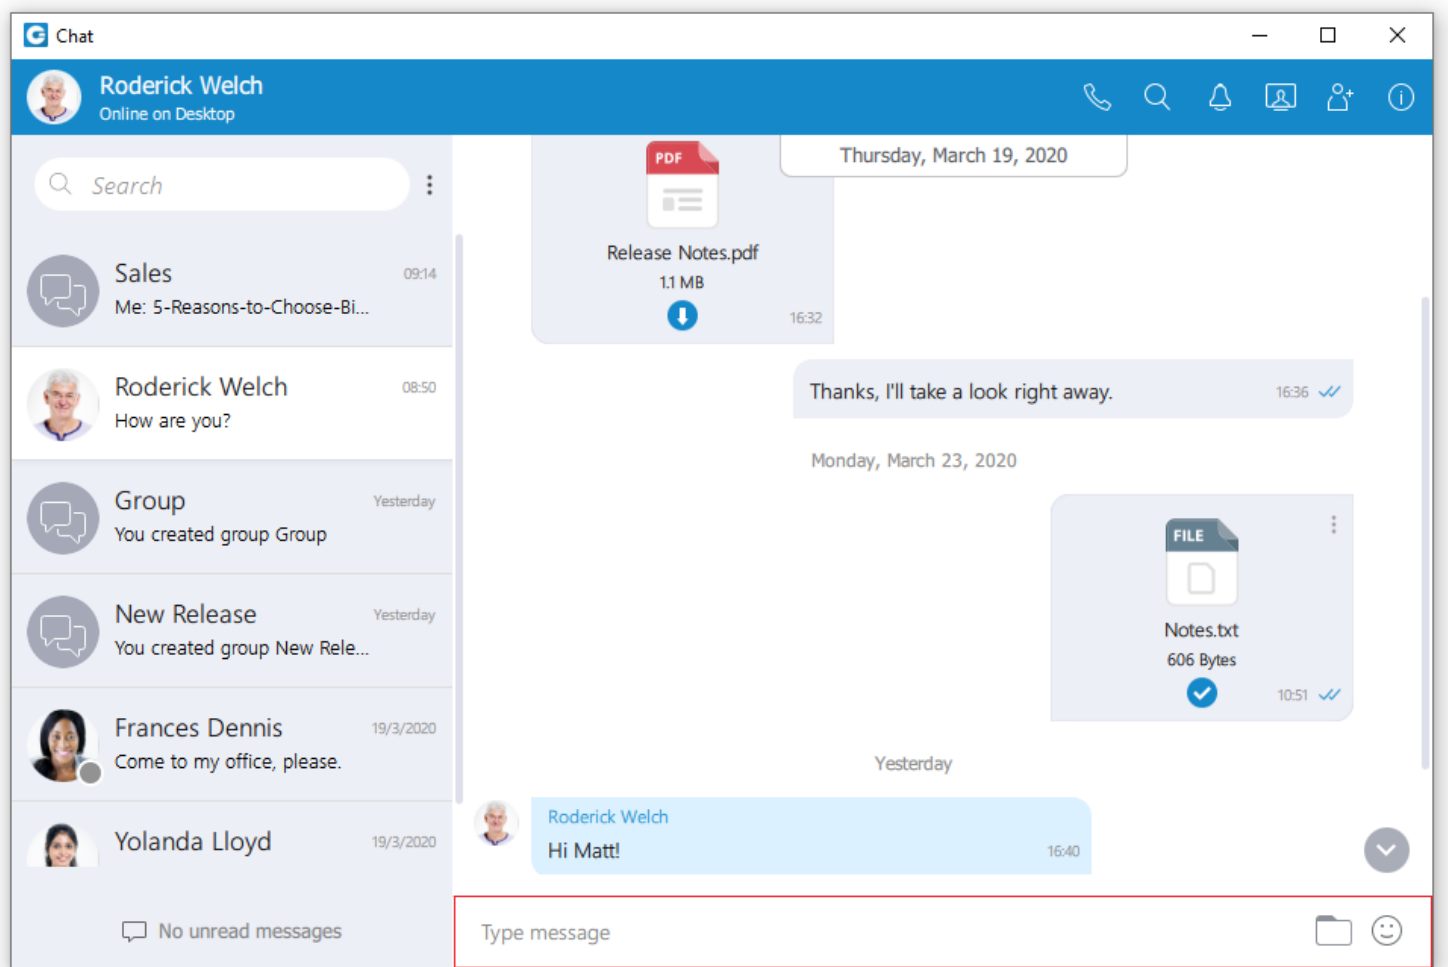 Chat
Roderick Welch
Online on Desktop
Search
Sales
09:14
Me: 5-Reasons-to-Choose-Bi...
Roderick Welch
08:50
How are you?
Group
Yesterday
You created group Group
New Release
Yesterday
You created group New Rele...
Frances Dennis
19/3/2020
Come to my office, please.
Yolanda Lloyd
19/3/2020
No unread messages
Thursday, March 19, 2020
PDF
Release Notes.pdf
1.1 MB
16:32
Thanks, I'll take a look right away.
16:36
Monday, March 23, 2020
FILE
Notes.txt
606 Bytes
10:51
Yesterday
Roderick Welch
Hi Matt!
16:40
Type message